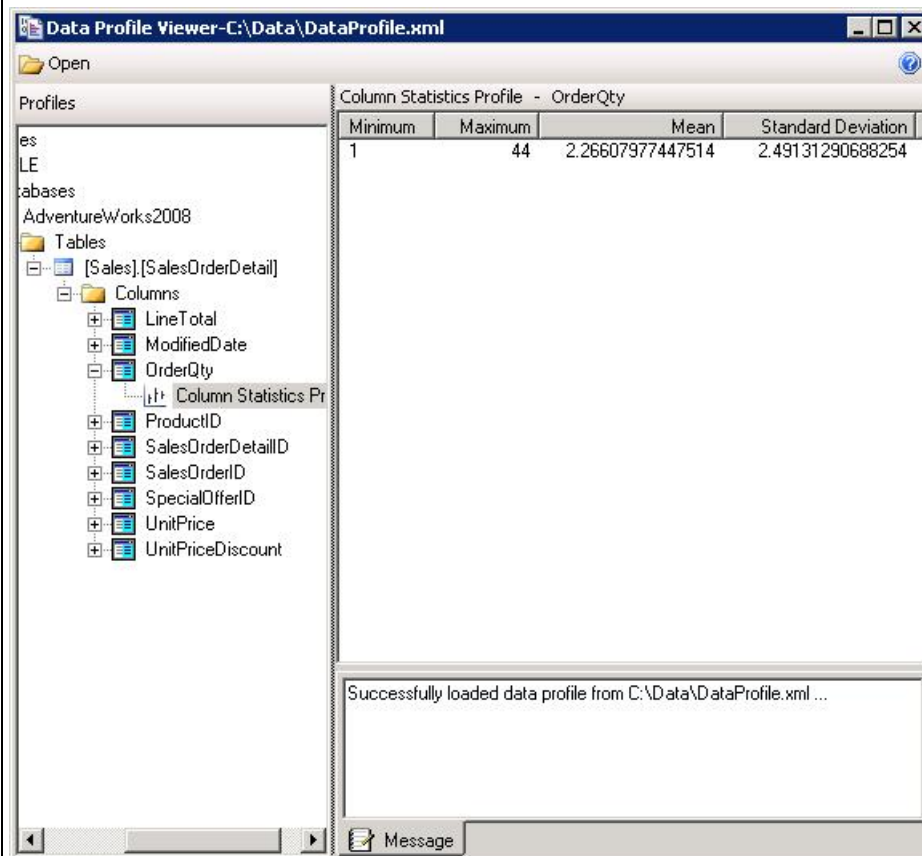 Data Profile Viewer-C:\Data\DataProfile.xml
Open
Profiles
es
LE
abases
AdventureWorks2008
Tables
[Sales].[SalesOrderDetail]
Columns
LineTotal
ModifiedDate
OrderQty
Column Statistics Pr
ProductID
SalesOrderDetailID
SalesOrderID
SpecialOfferID
UnitPrice
UnitPriceDiscount
Column Statistics Profile - OrderQty
Minimum Maximum Mean Standard Deviation
1 44 2.26607977447514 2.49131290688254
Successfully loaded data profile from C:\Data\DataProfile.xml ...
Message